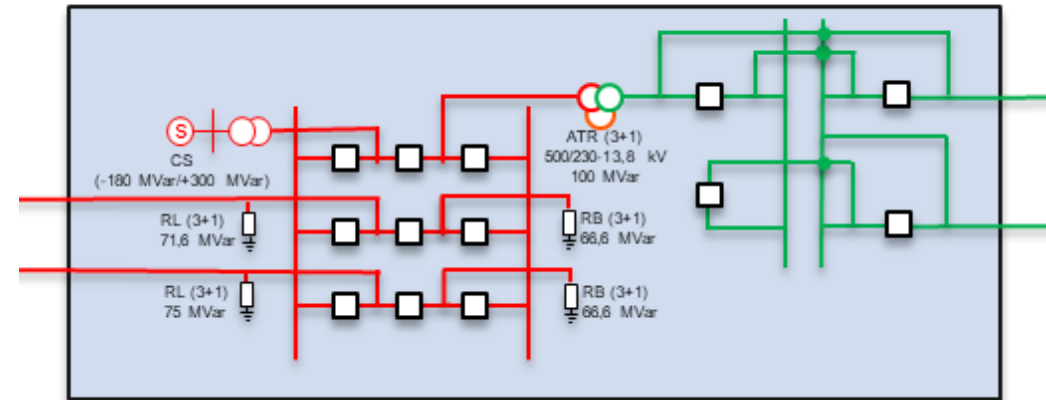 S
CS
(-180 MVar/+300 MVar)
ATR (3+1)
500/230-13,8 kV
100 MVar
RL (3+1)
71,6 MVar
RB (3+1)
66,6 MVar
RL (3+1)
75 MVar
RB (3+1)
66,6 MVar